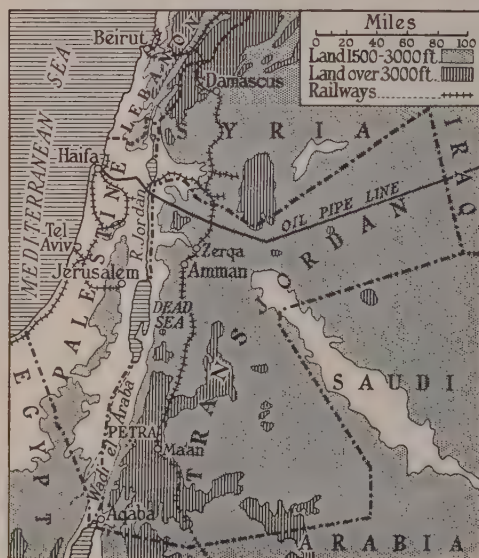 Miles
0 20 40 60 80 100
Land 1500-3000 ft.
Land over 3000 ft.
Railways
Beirut
LEBANON
Damascus
MEDITERRANEAN SEA
SYRIA
IRAQ
Haifa
OIL PIPE LINE
PALESTINE
R. Jordan
Tel
Aviv
Zerqa
Amman
Jerusalem
DEAD
SEA
TRANSJORDAN
EGYPT
SAUDI
ARABIA
Wadi el Araba
PETRA
Ma'an
Aqaba